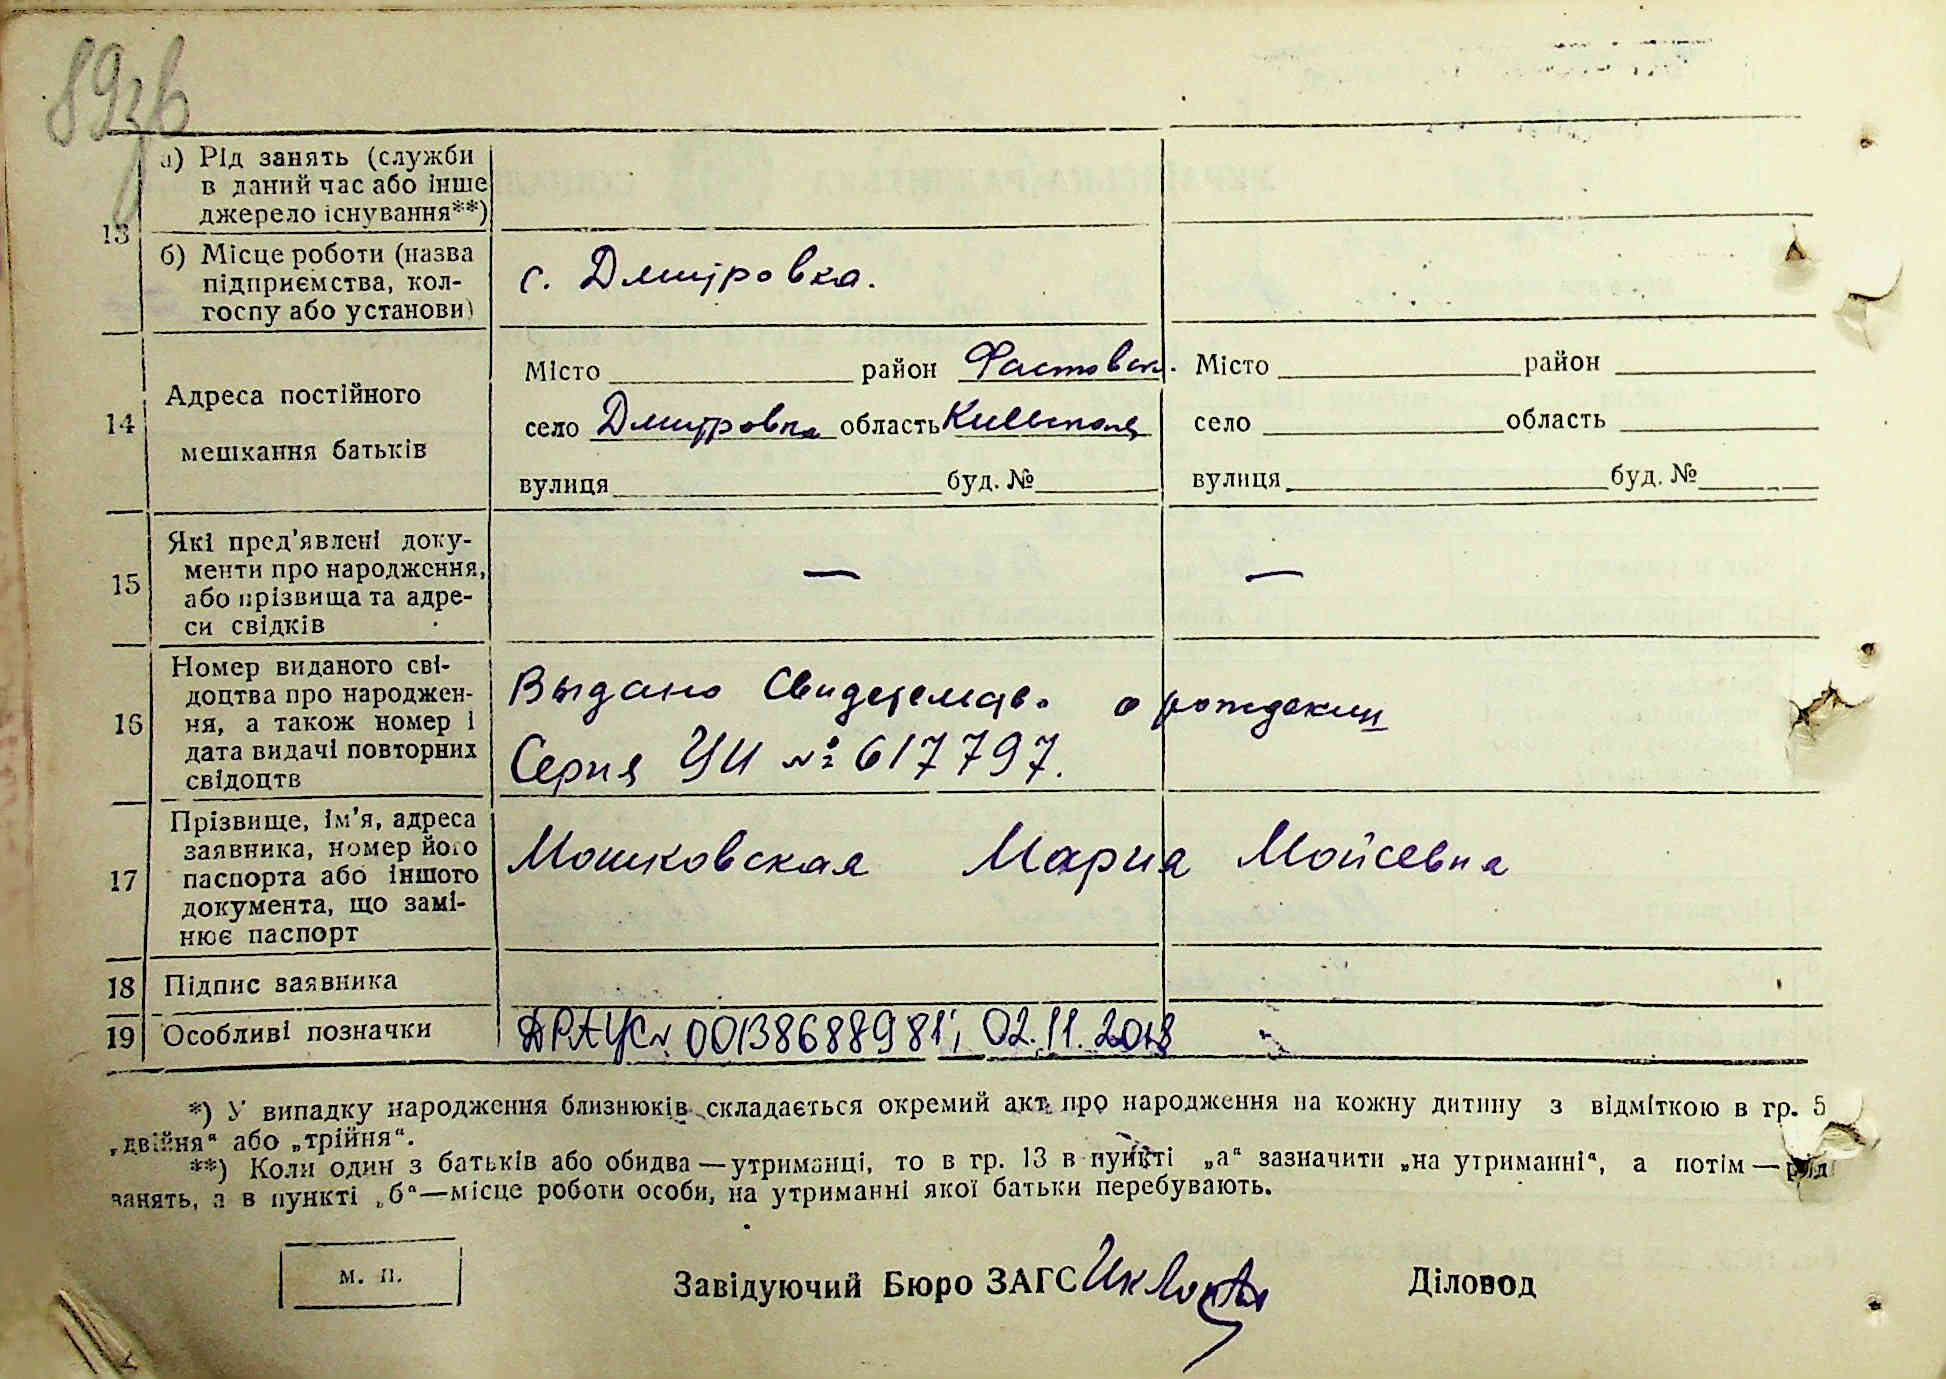 89зв
13
а) Рід занять (служби
в даний час або інше
джерело існування**)
б) Місце роботи (назва
підприємства, кол-
госпу або установи)
с. Дмитровка.
14
Адреса постійного
мешкання батьків
Місто район Фастовск.
село Дмитровка область Киевская
вулиця буд. №
Місто район
село область
вулиця буд. №
15
Які пред'явлені доку-
менти про народження,
або прізвища та адре-
си свідків
— —
16
Номер виданого сві-
доцтва про народжен-
ня, а також номер і
дата видачі повторних
свідоцтв
Выдано Свидетельство о рождении
Серия УИ № 617797.
17
Прізвище, ім'я, адреса
заявника, номер його
паспорта або іншого
документа, що замі-
нює паспорт
Мошковская Мария Мойсевна
18 Підпис заявника
19 Особливі позначки
ДРАЦС 00138688981; 02.11.2018
*) У випадку народження близнюків складається окремий акт про народження на кожну дитину з відміткою в гр. 5
„двійня“ або „трійня“.
**) Коли один з батьків або обидва — утриманці, то в гр. 13 в пункті „а“ зазначити „на утриманні“, а потім — рід
занять, а в пункті „б“ — місце роботи особи, на утриманні якої батьки перебувають.
М. П.
Завідуючий Бюро ЗАГС
Діловод